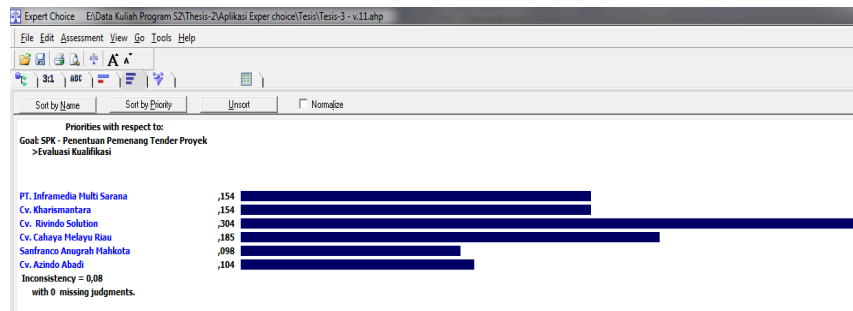 Expert Choice E:\Data Kuliah Program S2\Thesis-2\Aplikasi Exper choice\Tesis\Tesis-3 - v.11.ahp
File Edit Assessment View Go Tools Help
A A
3:1 ABC
Sort by Name Sort by Priority Unsort Normalize
Priorities with respect to:
Goal: SPK - Penentuan Pemenang Tender Proyek
>Evaluasi Kualifikasi
PT. Inframedia Multi Sarana ,154
Cv. Kharismantara ,154
Cv. Rivindo Solution ,304
Cv. Cahaya Melayu Riau ,185
Sanfranco Anugrah Mahkota ,098
Cv. Azindo Abadi ,104
Inconsistency = 0,08
with 0 missing judgments.